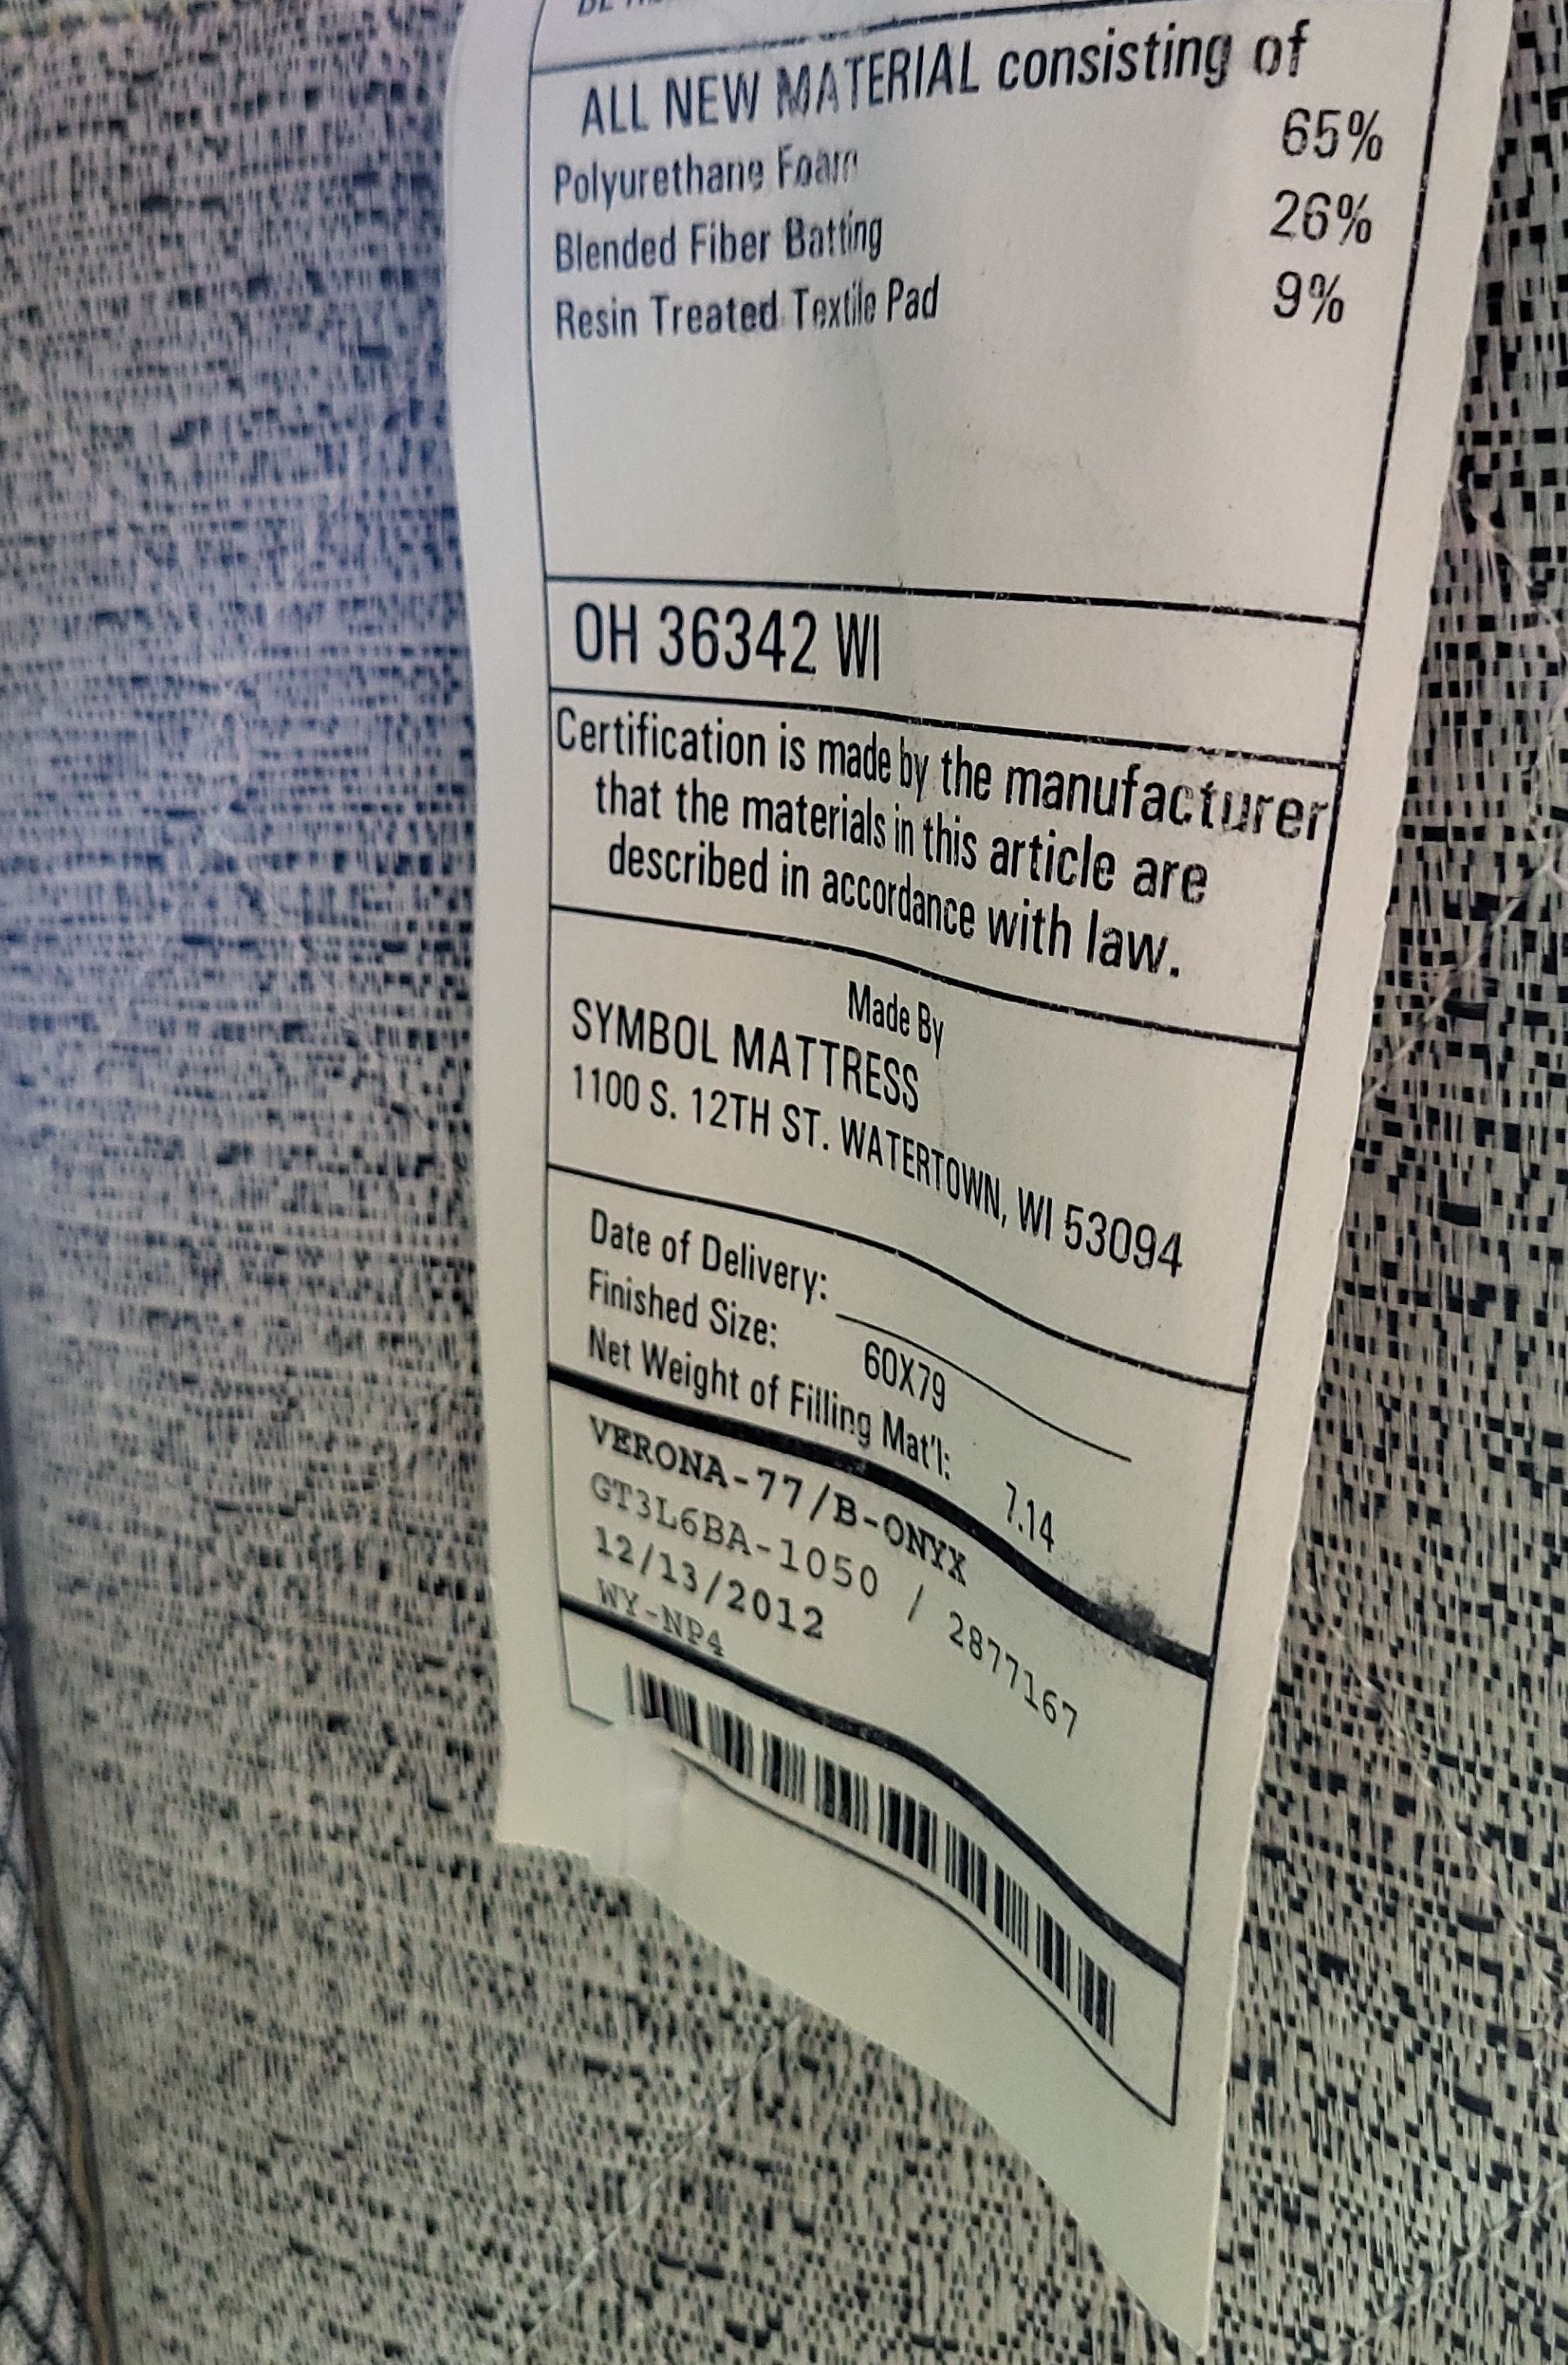 ALL NEW MATERIAL consisting of
Polyurethane Foam 65%
Blended Fiber Batting 26%
Resin Treated Textile Pad 9%
OH 36342 WI
Certification is made by the manufacturer
that the materials in this article are
described in accordance with law.
Made By
SYMBOL MATTRESS
1100 S. 12TH ST. WATERTOWN, WI 53094
Date of Delivery:
Finished Size: 60X79
Net Weight of Filling Mat'l: 7.14
VERONA-77/B-ONYX
GT3L6BA-1050 / 2877167
12/13/2012
WY-NP4